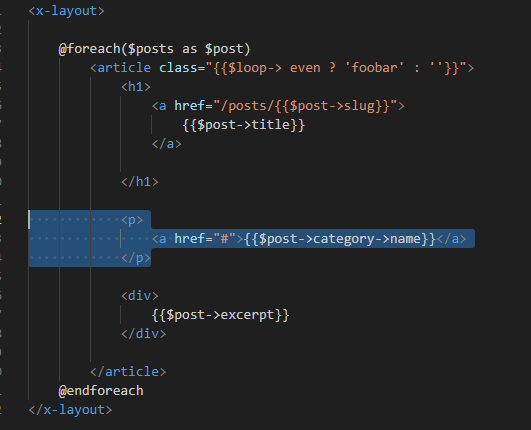 <x-layout>
@foreach($posts as $post)
<article class="{{$loop-> even ? 'foobar' : ''}}">
<h1>
<a href="/posts/{{$post->slug}}">
{{$post->title}}
</a>
</h1>
<p>
<a href="#">{{$post->category->name}}</a>
</p>
<div>
{{$post->excerpt}}
</div>
</article>
@endforeach
</x-layout>